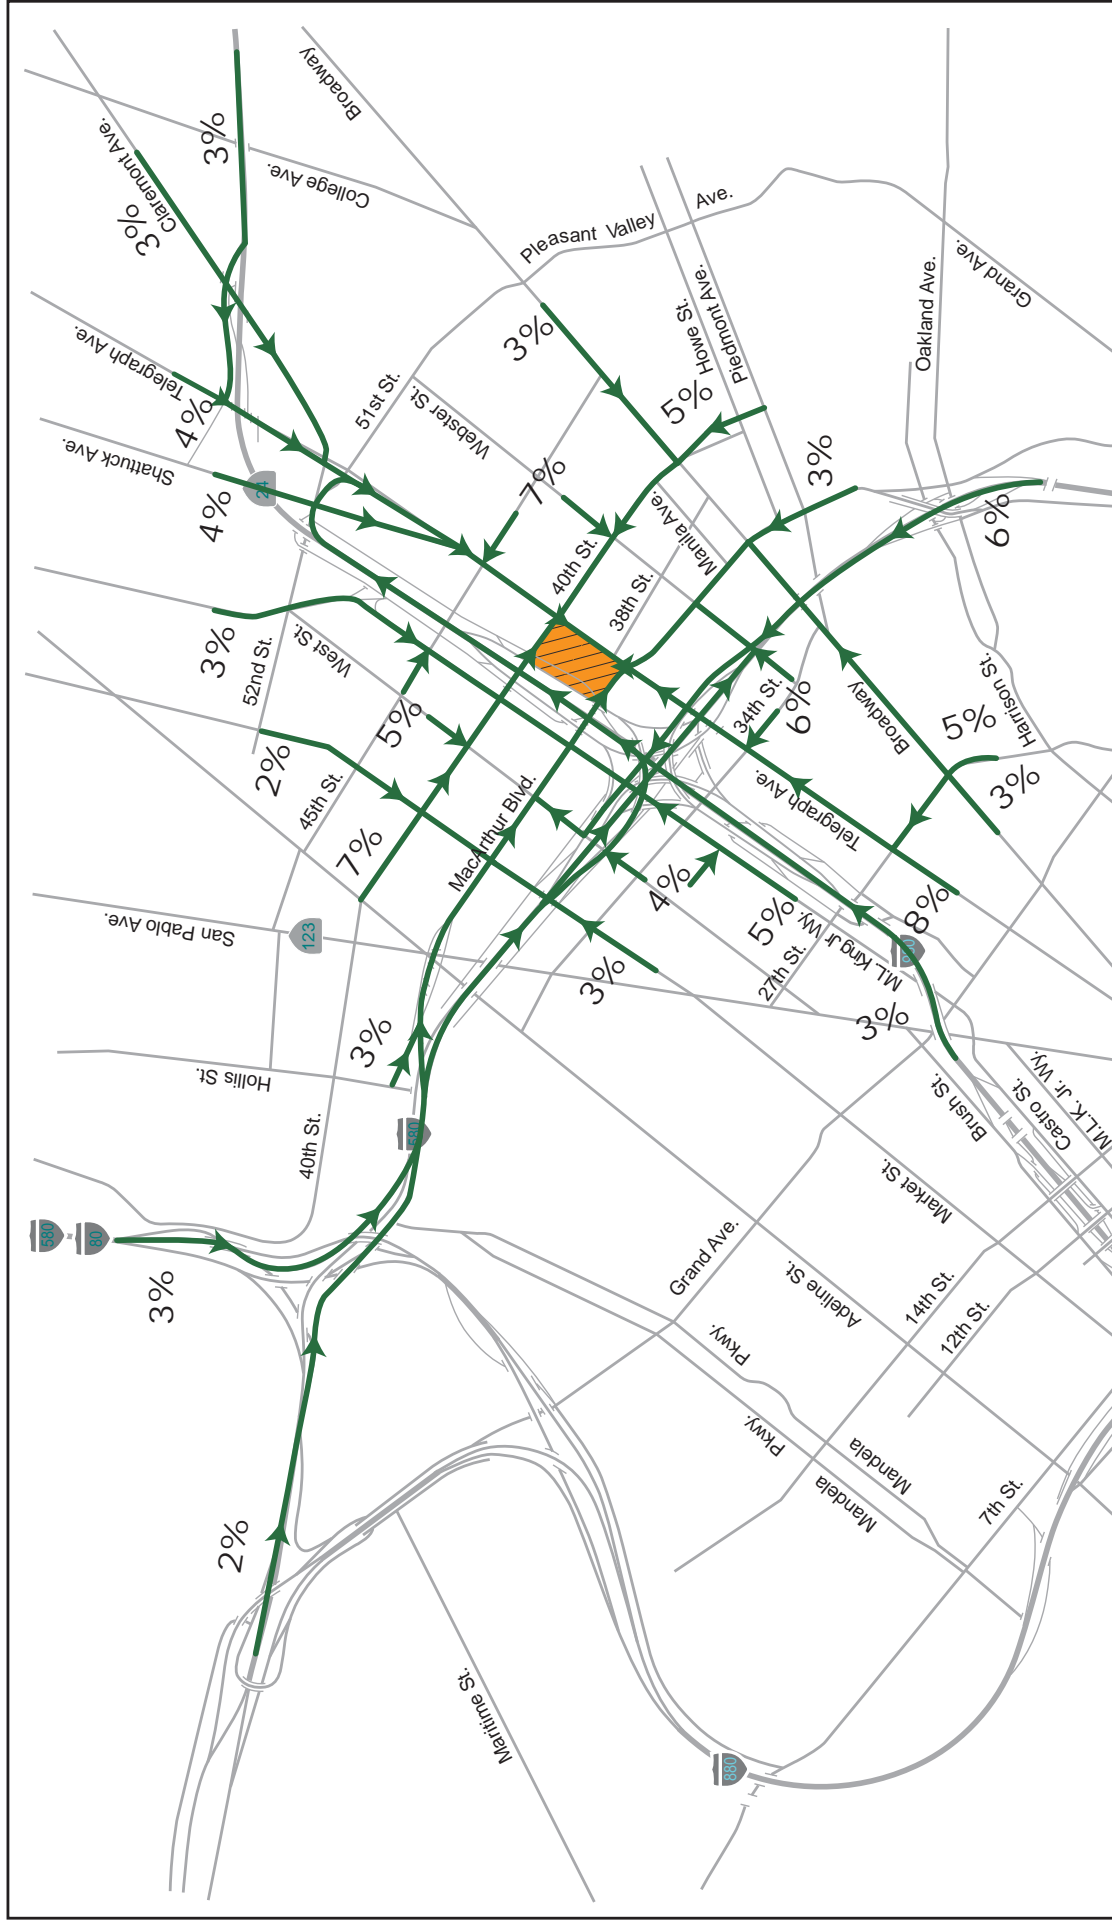 Broadway
3%
Claremont Ave.
3%
College Ave.
Telegraph Ave.
4%
Shattuck Ave.
4%
24
51st St.
Webster St.
Pleasant Valley Ave.
3%
5%
Howe St.
Piedmont Ave.
Oakland Ave.
Grand Ave.
7%
3%
6%
Manila Ave.
40th St.
38th St.
3%
52nd St.
West St.
2%
5%
45th St.
7%
MacArthur Blvd.
34th St.
6%
Broadway
5%
Harrison St.
3%
Telegraph Ave.
8%
4%
5%
M.L. King Jr. Wy.
27th St.
3%
San Pablo Ave.
123
3%
3%
Hollis St.
40th St.
580
Brush St.
Castro St.
M.L.K. Jr. Wy.
Market St.
580
80
3%
Grand Ave.
Adeline St.
14th St.
12th St.
Pkwy.
Pkwy.
Mandela
Mandela
7th St.
2%
Maritime St.
880